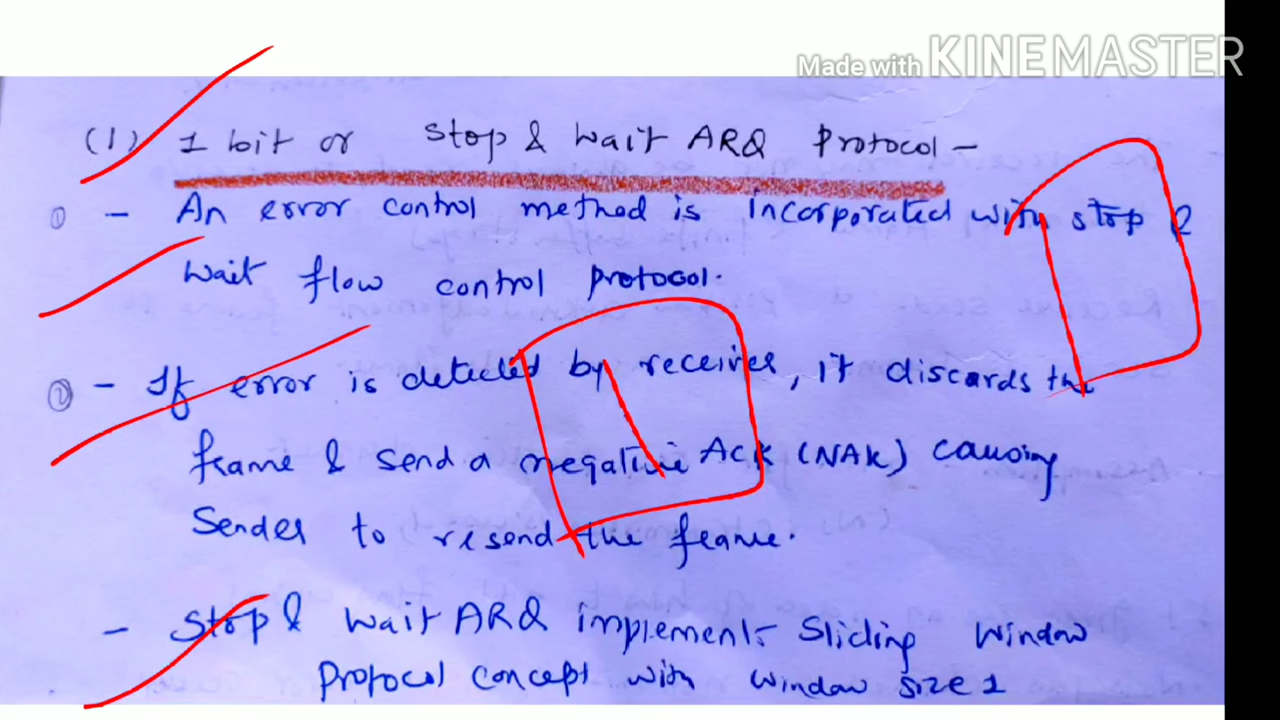 Made with KINEMASTER
(1) 1 bit or Stop & Wait ARQ Protocol -
① - An error control method is incorporated with stop &
Wait flow control protocol.
② - If error is detected by receiver, it discards the
frame & send a negative Ack (NAK) causing
Sender to resend the frame.
- Stop & Wait ARQ implements Sliding Window
Protocol concept with window size 1